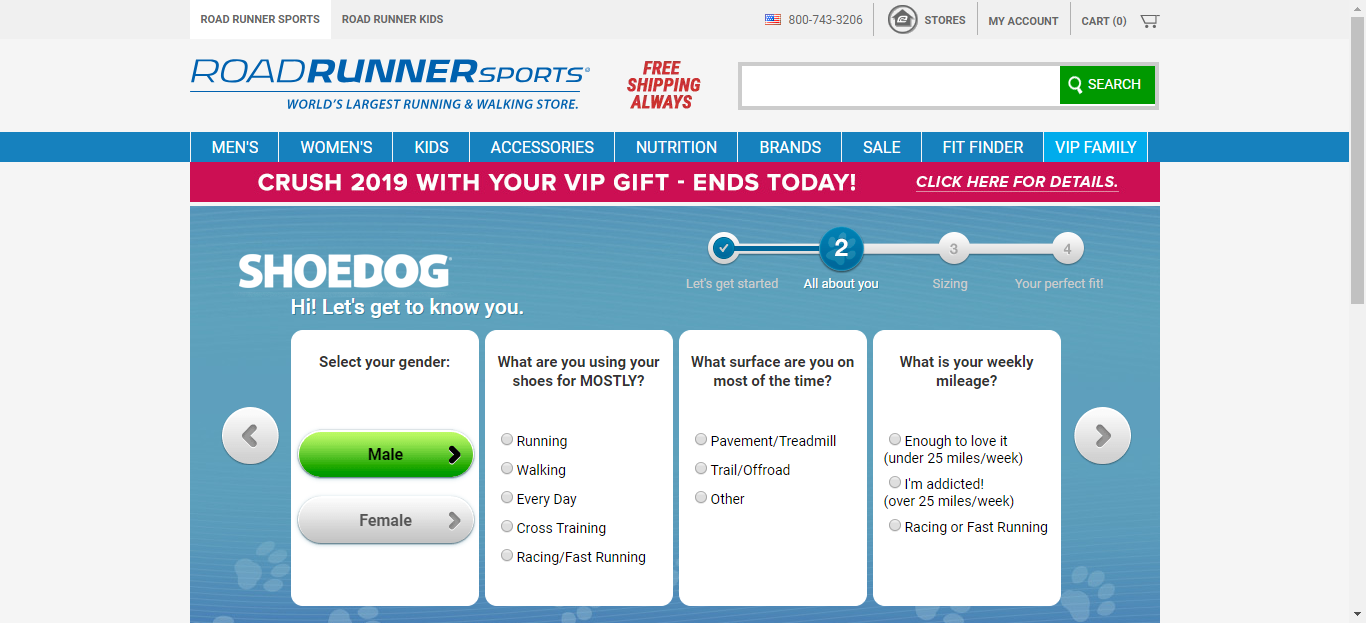 ROAD RUNNER SPORTS
ROAD RUNNER KIDS
800-743-3206
STORES
MY ACCOUNT
CART (0)
ROADRUNNERSPORTS®
WORLD'S LARGEST RUNNING & WALKING STORE.
FREE
SHIPPING
ALWAYS
SEARCH
MEN'S
WOMEN'S
KIDS
ACCESSORIES
NUTRITION
BRANDS
SALE
FIT FINDER
VIP FAMILY
CRUSH 2019 WITH YOUR VIP GIFT - ENDS TODAY!
CLICK HERE FOR DETAILS.
2
3
4
Let's get started
All about you
Sizing
Your perfect fit!
SHOEDOG
Hi! Let's get to know you.
Select your gender:
Male
Female
What are you using your
shoes for MOSTLY?
Running
Walking
Every Day
Cross Training
Racing/Fast Running
What surface are you on
most of the time?
Pavement/Treadmill
Trail/Offroad
Other
What is your weekly
mileage?
Enough to love it
(under 25 miles/week)
I'm addicted!
(over 25 miles/week)
Racing or Fast Running